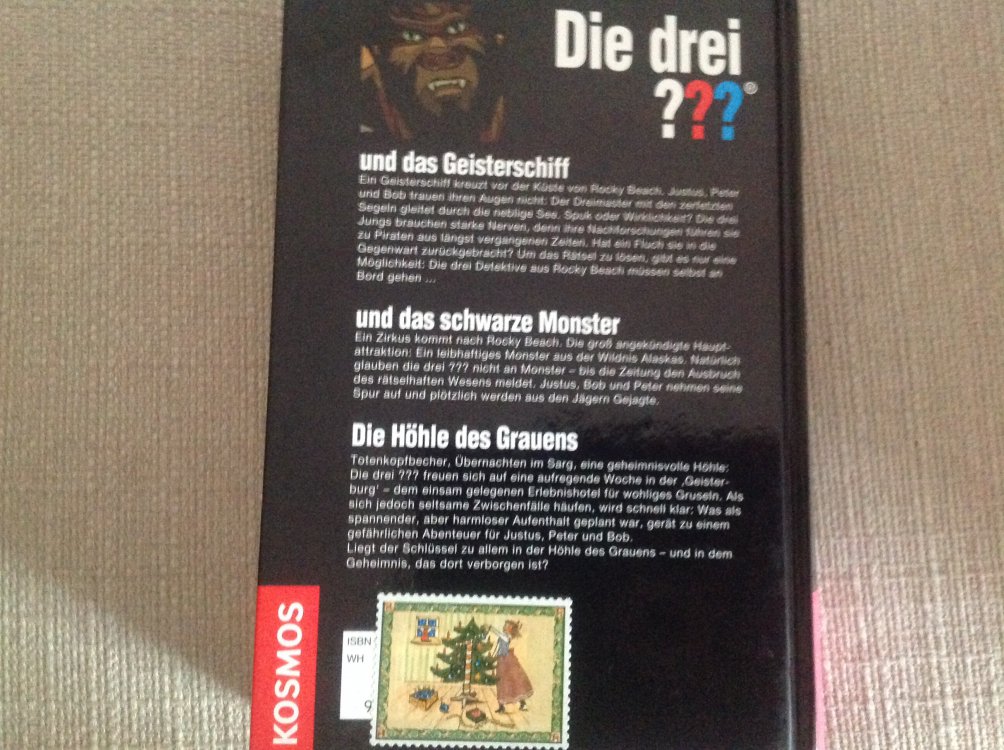 Die drei
???®
und das Geisterschiff
Ein Geisterschiff kreuzt vor der Küste von Rocky Beach. Justus, Peter
und Bob trauen ihren Augen nicht: Der Dreimaster mit den zerfetzten
Segeln gleitet durch die neblige See. Spuk oder Wirklichkeit? Die drei
Jungs brauchen starke Nerven, denn ihre Nachforschungen führen sie
zu Piraten aus längst vergangenen Zeiten. Hat ein Fluch sie in die
Gegenwart zurückgebracht? Um das Rätsel zu lösen, gibt es nur eine
Möglichkeit: Die drei Detektive aus Rocky Beach müssen selbst an
Bord gehen ...
und das schwarze Monster
Ein Zirkus kommt nach Rocky Beach. Die groß angekündigte Haupt-
attraktion: Ein leibhaftiges Monster aus der Wildnis Alaskas. Natürlich
glauben die drei ??? nicht an Monster – bis die Zeitung den Ausbruch
des rätselhaften Wesens meldet. Justus, Bob und Peter nehmen seine
Spur auf und plötzlich werden aus den Jägern Gejagte.
Die Höhle des Grauens
Totenkopfbecher, Übernachten im Sarg, eine geheimnisvolle Höhle:
Die drei ??? freuen sich auf eine aufregende Woche in der ‚Geister-
burg' – dem einsam gelegenen Erlebnishotel für wohliges Gruseln. Als
sich jedoch seltsame Zwischenfälle häufen, wird schnell klar: Was als
spannender, aber harmloser Aufenthalt geplant war, gerät zu einem
gefährlichen Abenteuer für Justus, Peter und Bob.
Liegt der Schlüssel zu allem in der Höhle des Grauens – und in dem
Geheimnis, das dort verborgen ist?
KOSMOS
ISBN
WH
9